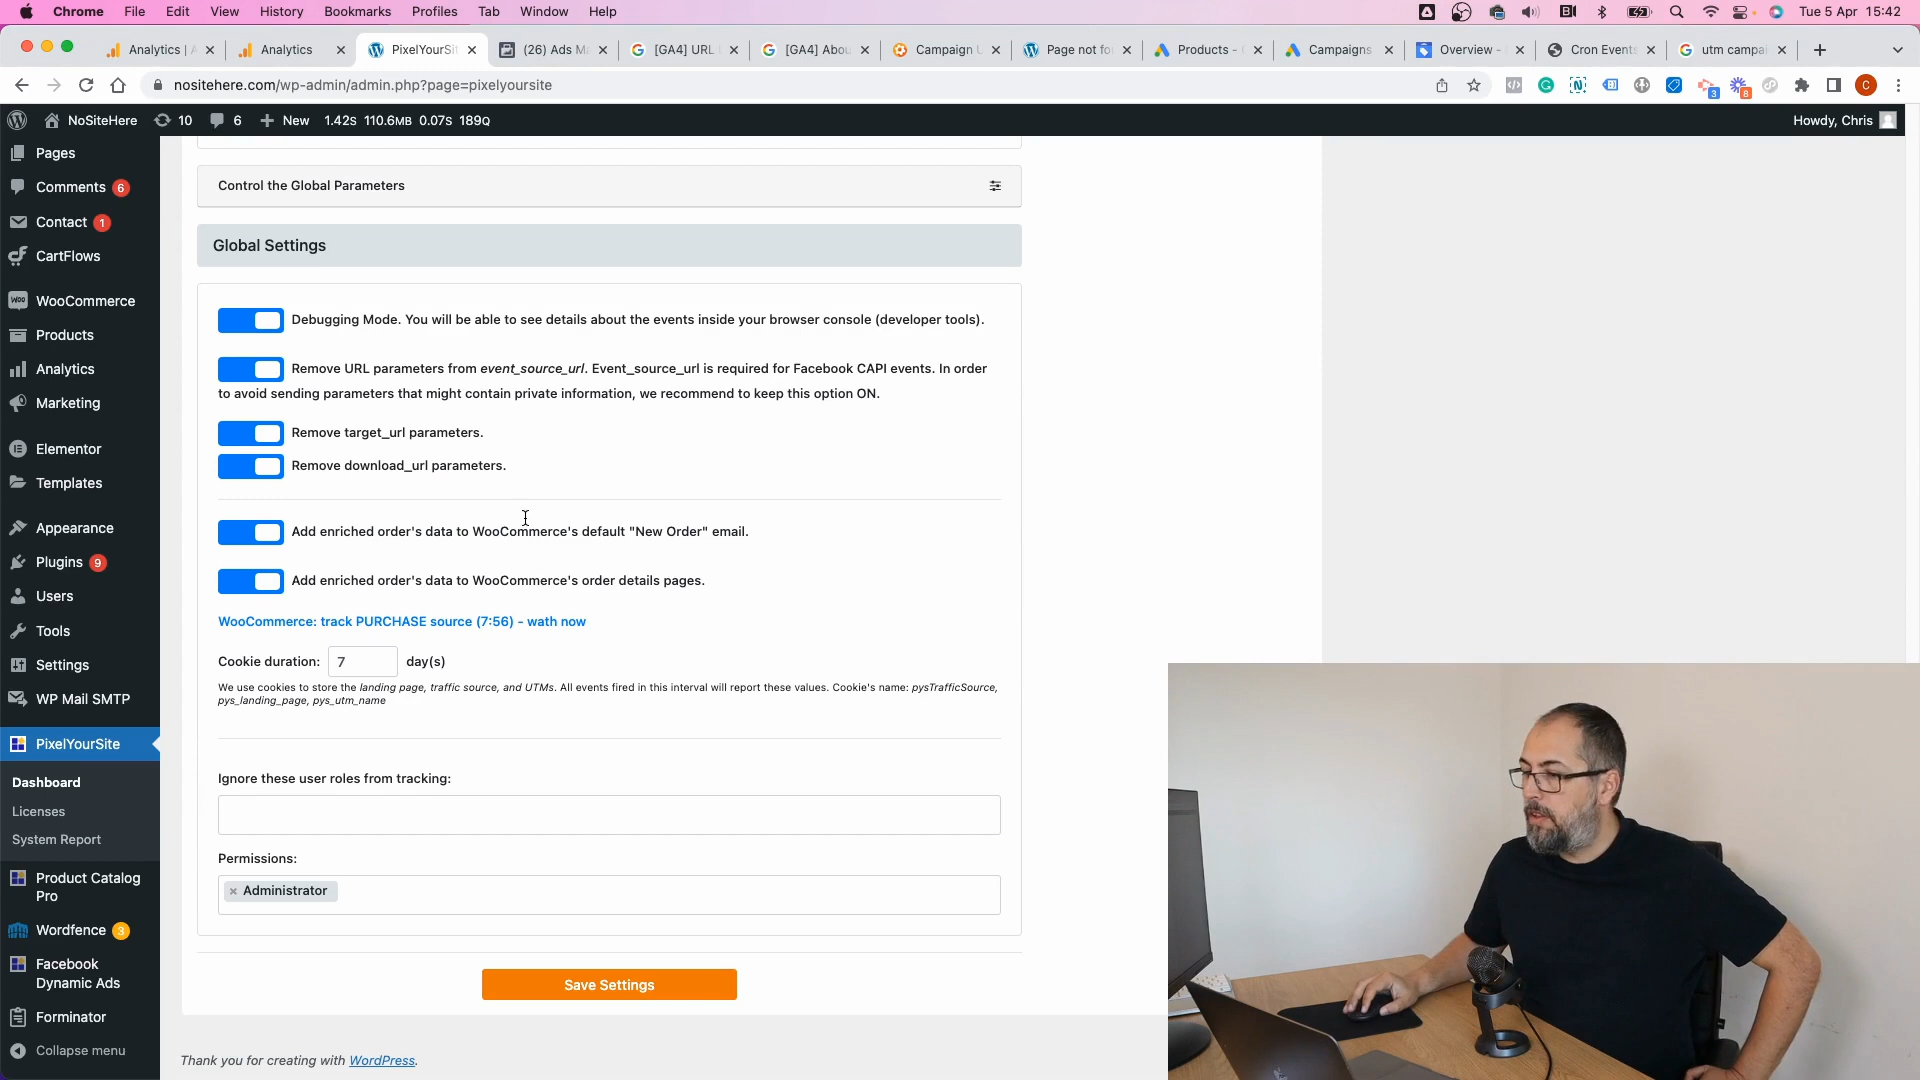 Chrome File Edit View History Bookmarks Profiles Tab Window Help
Tue 5 Apr 15:42
Analytics | A
Analytics
PixelYourSit
(26) Ads Ma
[GA4] URL b
[GA4] Abou
Campaign U
Page not fo
Products - G
Campaigns
Overview -
Cron Events
utm campai
nositehere.com/wp-admin/admin.php?page=pixelyoursite
3
8
C
NoSiteHere 10 6 New 1.42S 110.6MB 0.07S 189Q
Howdy, Chris
Pages
Comments 6
Contact 1
CartFlows
WooCommerce
Products
Analytics
Marketing
Elementor
Templates
Appearance
Plugins 9
Users
Tools
Settings
WP Mail SMTP
PixelYourSite
Dashboard
Licenses
System Report
Product Catalog
Pro
Wordfence 3
Facebook
Dynamic Ads
Forminator
Collapse menu
Control the Global Parameters
Global Settings
Debugging Mode. You will be able to see details about the events inside your browser console (developer tools).
Remove URL parameters from event_source_url. Event_source_url is required for Facebook CAPI events. In order
to avoid sending parameters that might contain private information, we recommend to keep this option ON.
Remove target_url parameters.
Remove download_url parameters.
Add enriched order's data to WooCommerce's default "New Order" email.
Add enriched order's data to WooCommerce's order details pages.
WooCommerce: track PURCHASE source (7:56) - wath now
Cookie duration: 7 day(s)
We use cookies to store the landing page, traffic source, and UTMs. All events fired in this interval will report these values. Cookie's name: pysTrafficSource,
pys_landing_page, pys_utm_name
Ignore these user roles from tracking:
Permissions:
× Administrator
Save Settings
Thank you for creating with WordPress.